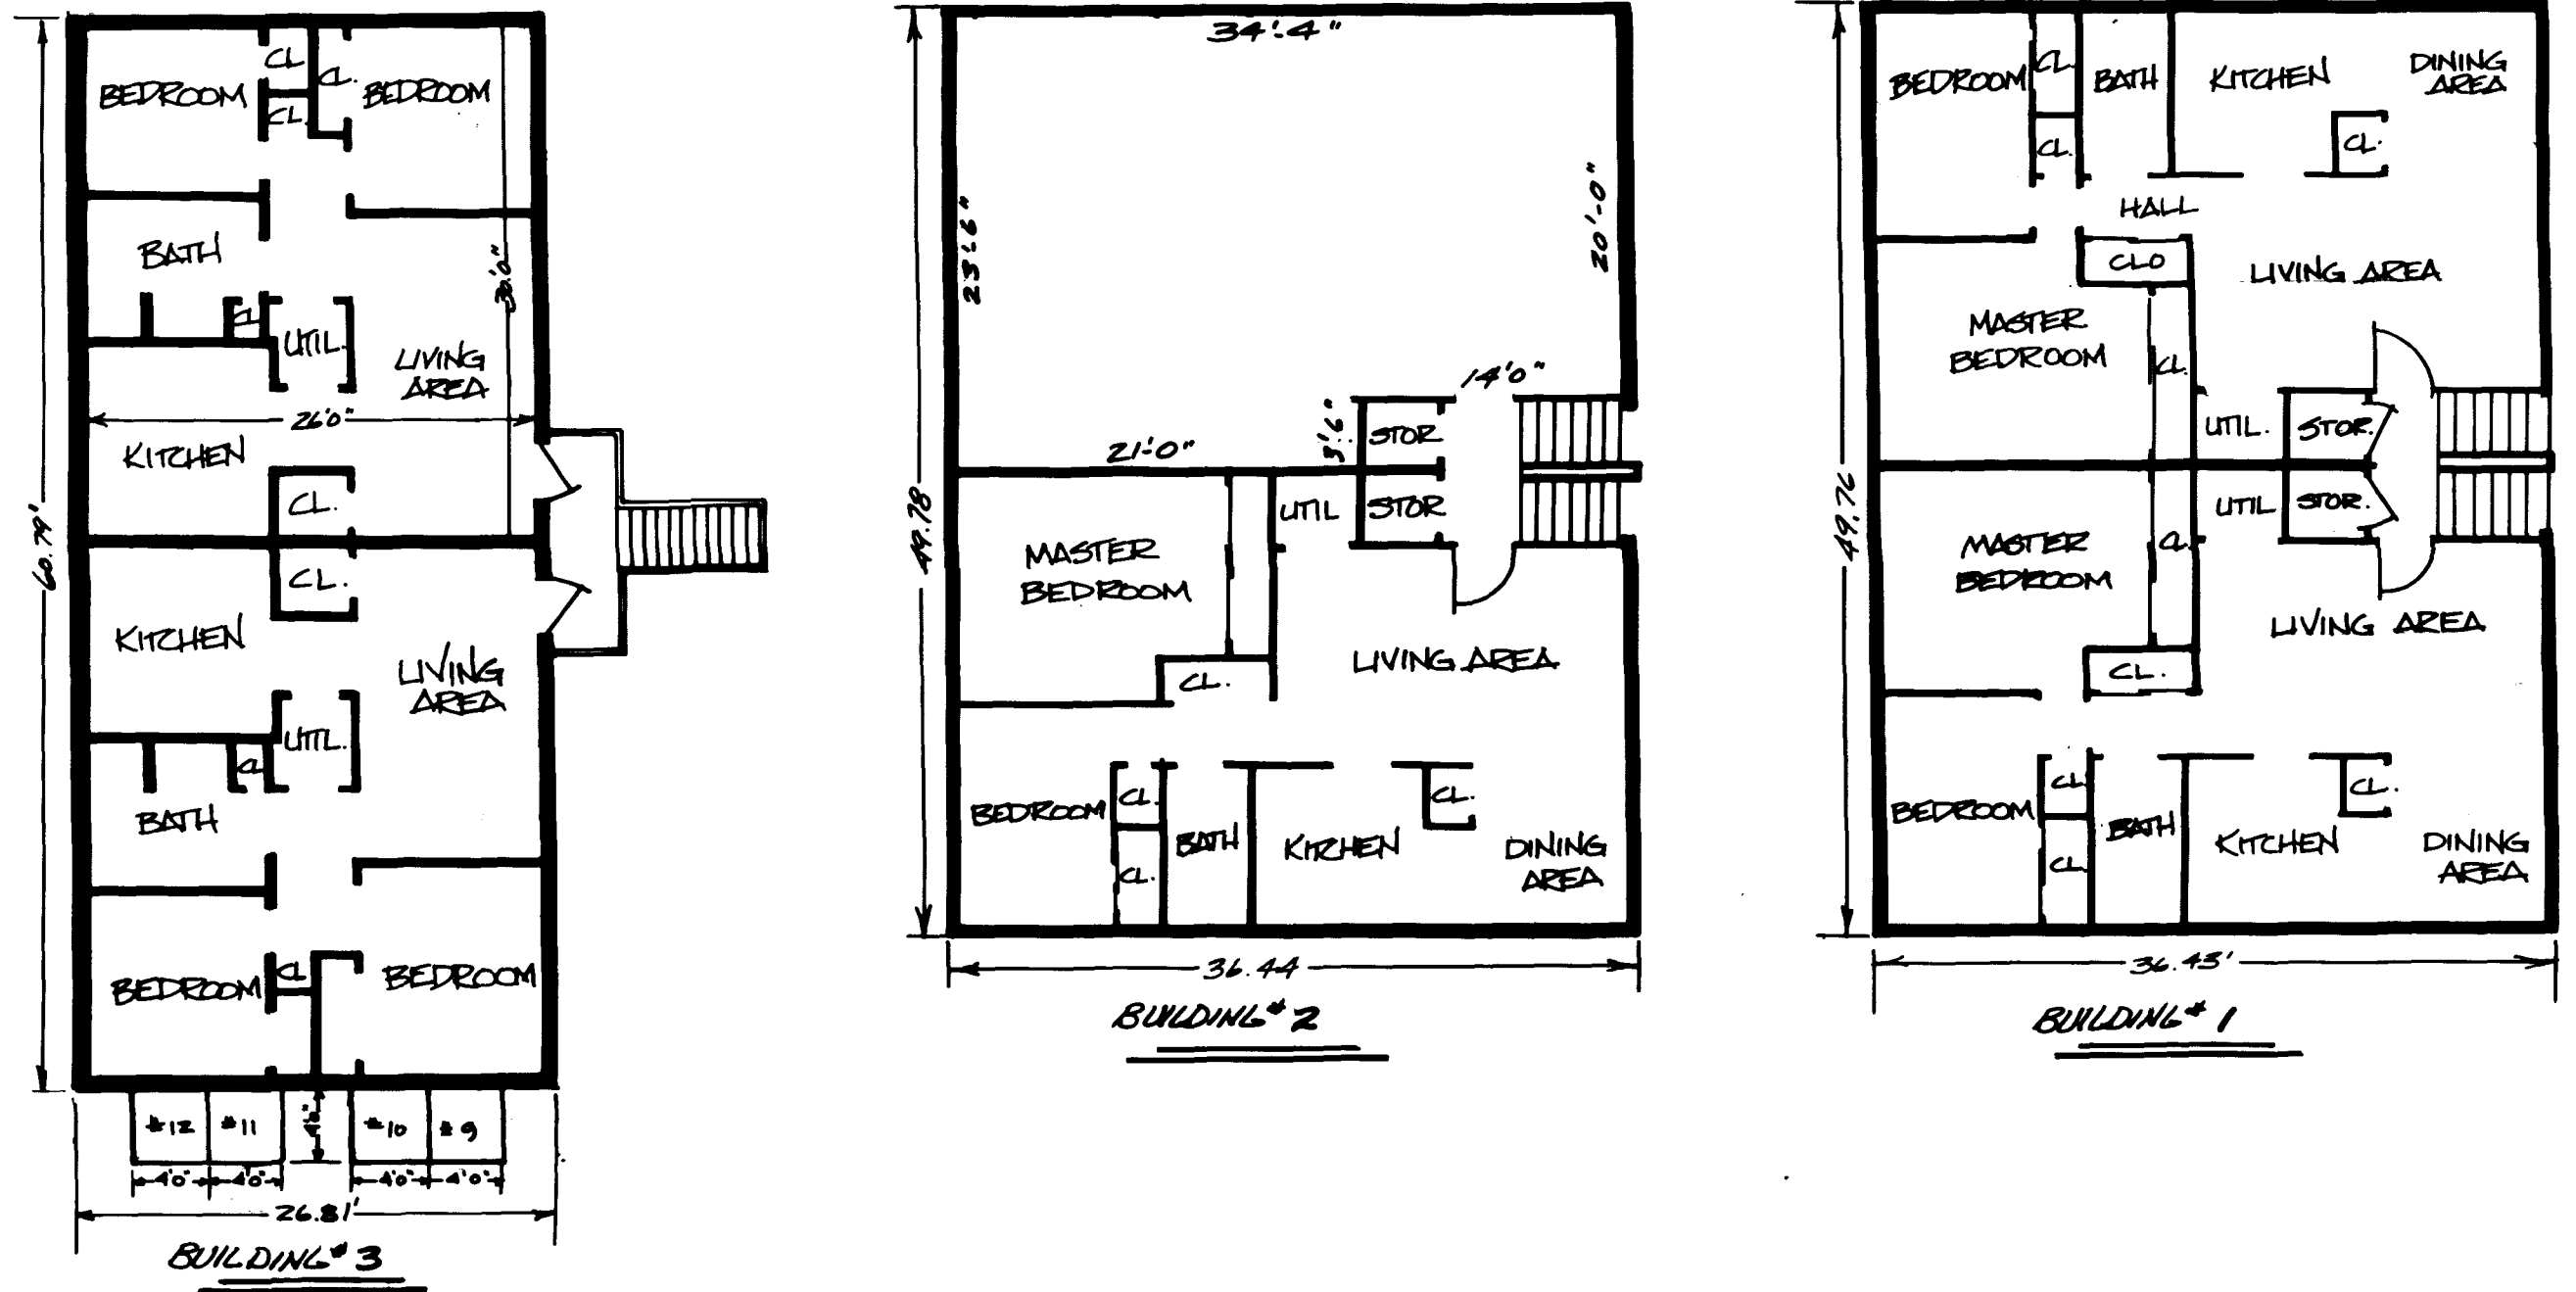 BEDROOM
CL
CL.
CL.
BEDROOM
BATH
CL
UTIL.
LIVING
AREA
30'0"
26'0"
KITCHEN
CL.
60.79'
CL.
KITCHEN
LIVING
AREA
UTIL.
CL
BATH
BEDROOM
CL
BEDROOM
#12
#11
4'0"
#10
#9
4'0"
4'0"
4'0"
4'0"
26.81'
BUILDING #3
34'-4"
23'-6"
20'-0"
14'0"
3'6"
STOR
21'-0"
49.78
UTIL
STOR
MASTER
BEDROOM
LIVING AREA
CL.
BEDROOM
CL.
CL.
BATH
KITCHEN
CL.
DINING
AREA
36.44
BUILDING #2
BEDROOM
CL.
CL.
BATH
KITCHEN
DINING
AREA
CL.
HALL
CLO
LIVING AREA
MASTER
BEDROOM
CL.
UTIL.
STOR.
49.76
UTIL
STOR.
MASTER
BEDROOM
CL.
LIVING AREA
CL.
BEDROOM
CL.
CL.
BATH
KITCHEN
CL.
DINING
AREA
36.43'
BUILDING #1